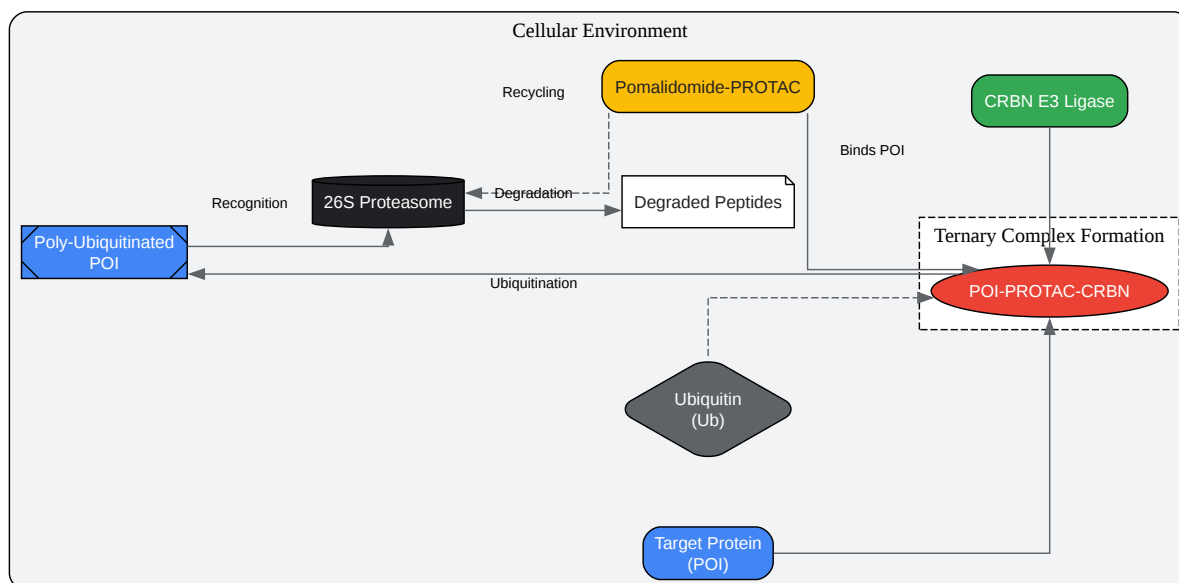 Cellular Environment
Pomalidomide-PROTAC
Recycling
CRBN E3 Ligase
Binds POI
26S Proteasome
Degradation
Degraded Peptides
Recognition
Poly-Ubiquitinated
POI
Ternary Complex Formation
Ubiquitination
POI-PROTAC-CRBN
Ubiquitin
(Ub)
Target Protein
(POI)